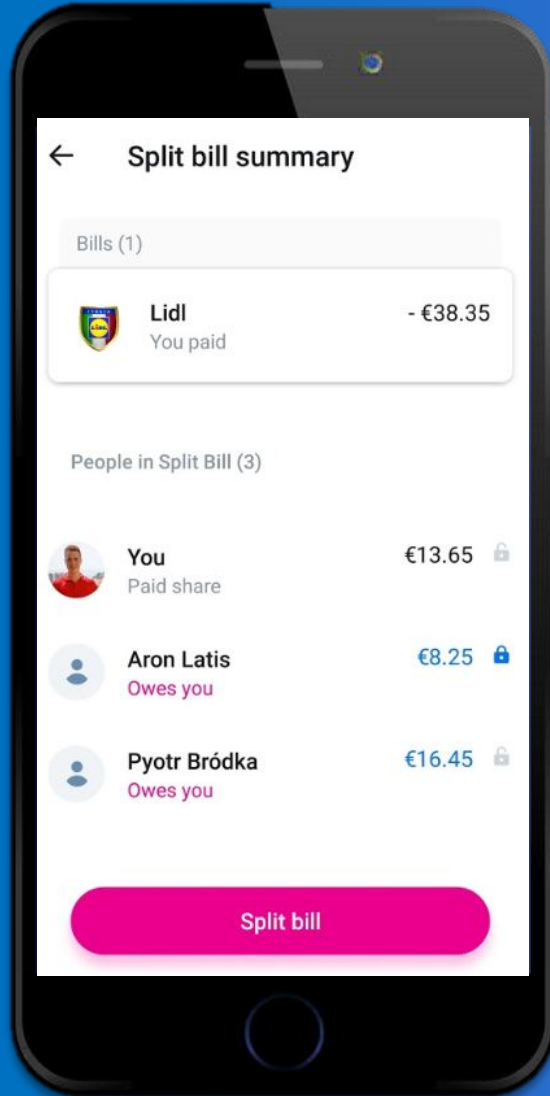 Split bill summary
Bills (1)
Lidl
- €38.35
You paid
People in Split Bill (3)
You
€13.65
Paid share
Aron Latis
€8.25
Owes you
Pyotr Bródka
€16.45
Owes you
Split bill